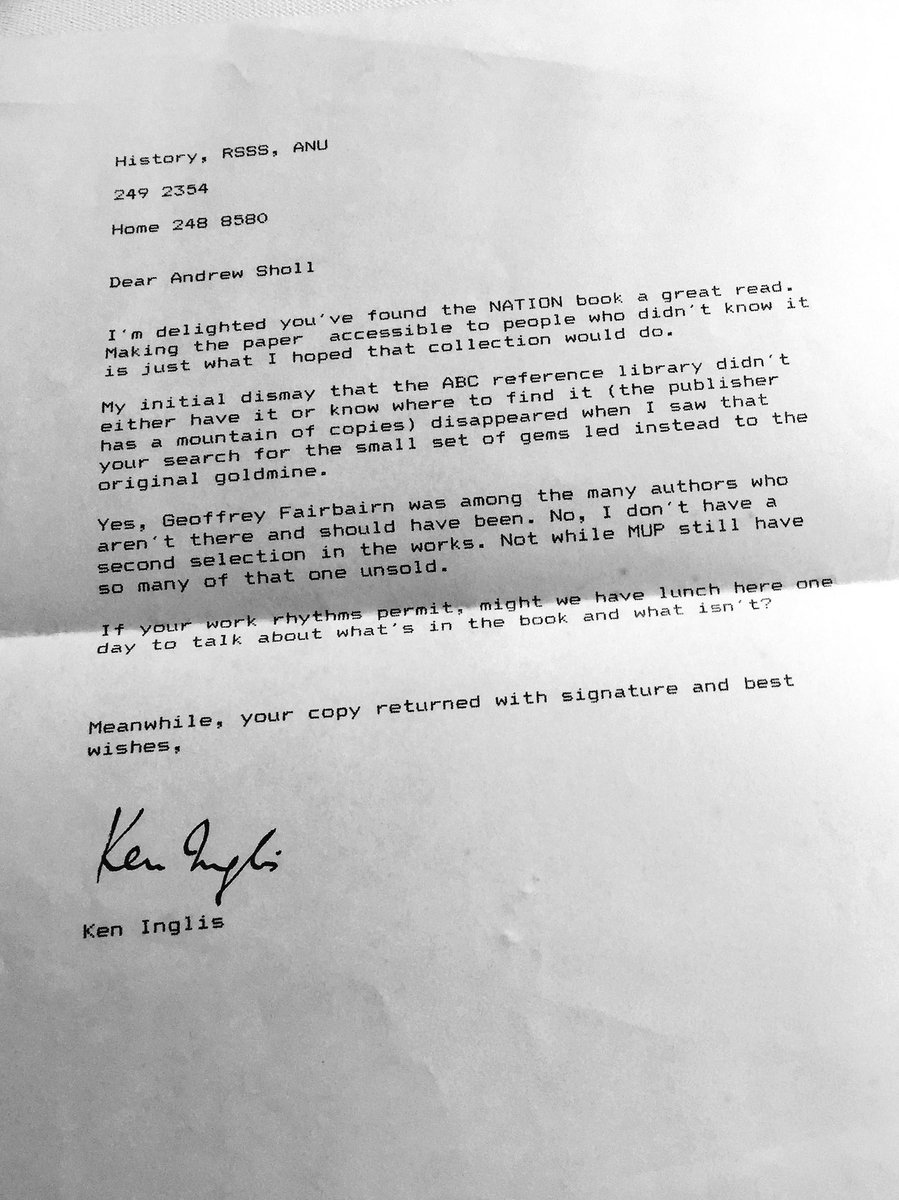 History, RSSS, ANU
249 2354
Home 248 8580
Dear Andrew Sholl
I'm delighted you've found the NATION book a great read.
Making the paper  accessible to people who didn't know it
is just what I hoped that collection would do.
My initial dismay that the ABC reference library didn't
either have it or know where to find it (the publisher
has a mountain of copies) disappeared when I saw that
your search for the small set of gems led instead to the
original goldmine.
Yes, Geoffrey Fairbairn was among the many authors who
aren't there and should have been. No, I don't have a
second selection in the works. Not while MUP still have
so many of that one unsold.
If your work rhythms permit, might we have lunch here one
day to talk about what's in the book and what isn't?
Meanwhile, your copy returned with signature and best
wishes,
Ken Inglis
Ken Inglis